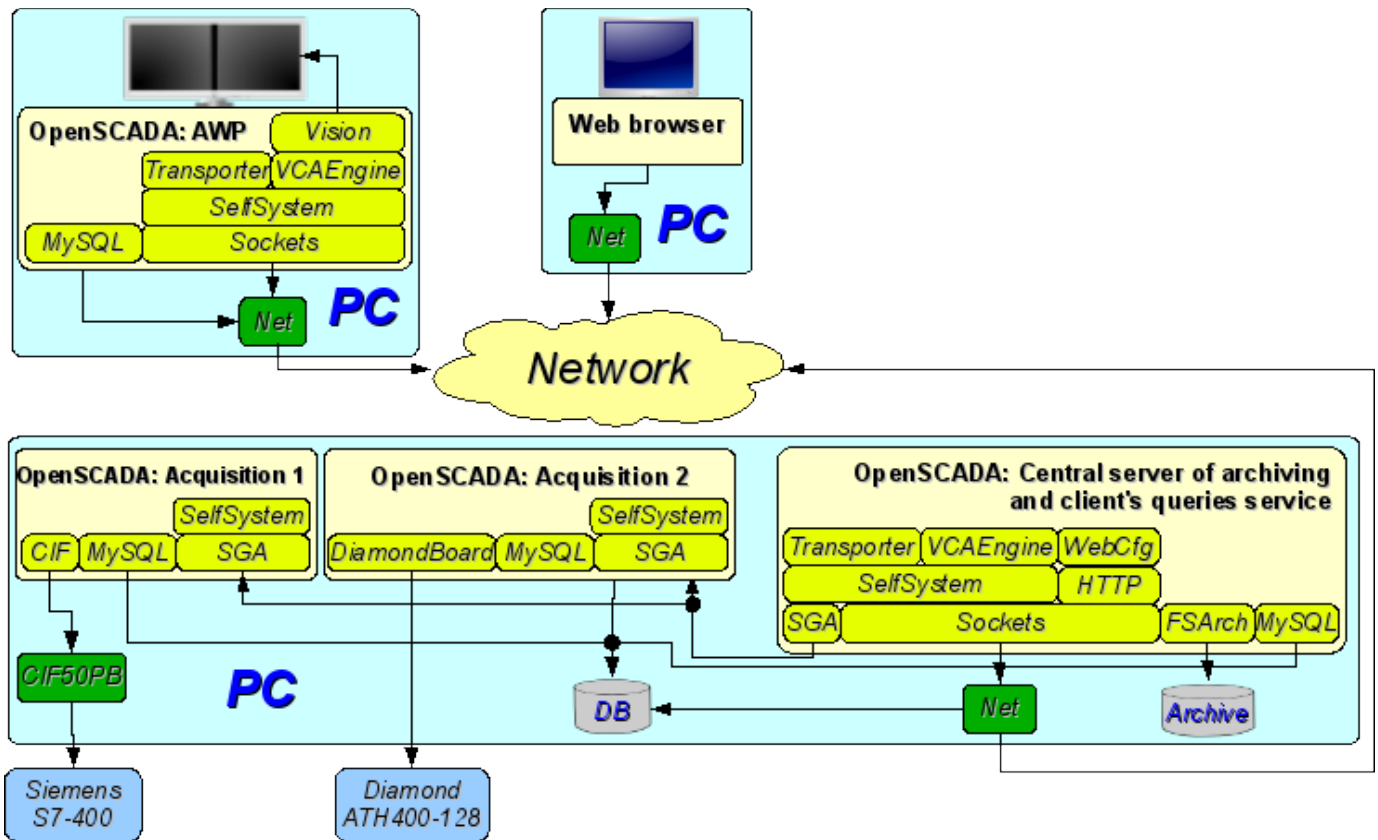 OpenSCADA: AWP
Vision
Transporter
VCAEngine
SelfSystem
MySQL
Sockets
Net
PC
Web browser
Net
PC
Network
OpenSCADA: Acquisition 1
SelfSystem
CIF
MySQL
SGA
OpenSCADA: Acquisition 2
SelfSystem
DiamondBoard
MySQL
SGA
OpenSCADA: Central server of archiving
and client's queries service
Transporter
VCAEngine
WebCfg
SelfSystem
HTTP
SGA
Sockets
FSArch
MySQL
CIF50PB
PC
DB
Net
Archive
Siemens
S7-400
Diamond
ATH400-128